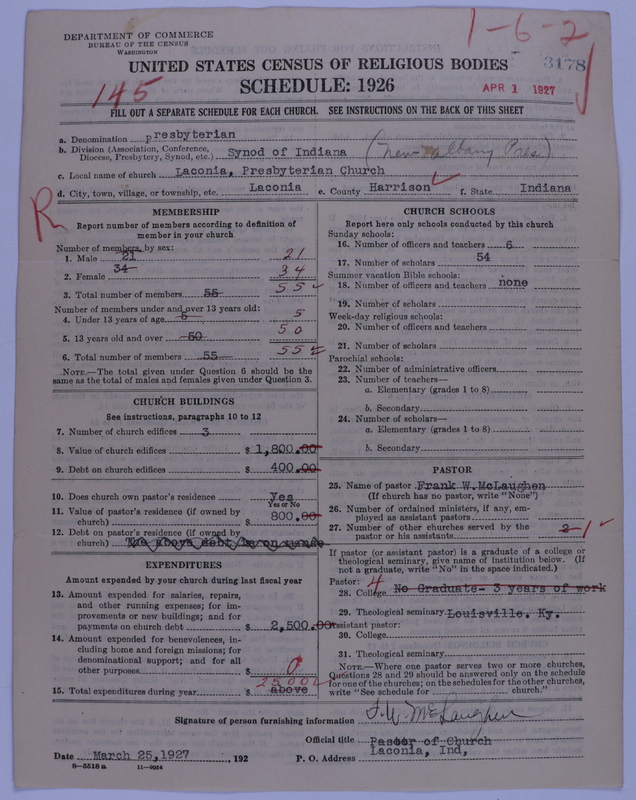 1-6-2
DEPARTMENT OF COMMERCE
BUREAU OF THE CENSUS
WASHINGTON
UNITED STATES CENSUS OF RELIGIOUS BODIES
3178
SCHEDULE: 1926
APR 1 1927
145
FILL OUT A SEPARATE SCHEDULE FOR EACH CHURCH. SEE INSTRUCTIONS ON THE BACK OF THIS SHEET
a. Denomination Presbyterian
b. Division (Association, Conference, Diocese, Presbytery, Synod, etc.) Synod of Indiana (New Albany Pres)
c. Local name of church Laconia, Presbyterian Church
d. City, town, village, or township, etc. Laconia e. County Harrison f. State Indiana
R
MEMBERSHIP
Report number of members according to definition of
member in your church
Number of members, by sex:
1. Male 21 21
2. Female 34 34
3. Total number of members 55 55
Number of members under and over 13 years old:
4. Under 13 years of age 5 5
5. 13 years old and over 50 50
6. Total number of members 55 55
NOTE.—The total given under Question 6 should be the
same as the total of males and females given under Question 3.
CHURCH BUILDINGS
See instructions, paragraphs 10 to 12
7. Number of church edifices 3
8. Value of church edifices $ 1,800.00
9. Debt on church edifices $ 400.00
10. Does church own pastor's residence Yes
Yes or No
11. Value of pastor's residence (if owned by
church) $ 800.00
12. Debt on pastor's residence (if owned by
church) The above debt be on
EXPENDITURES
Amount expended by your church during last fiscal year
13. Amount expended for salaries, repairs,
and other running expenses; for im-
provements or new buildings; and for
payments on church debt $ 2,500.00
14. Amount expended for benevolences, in-
cluding home and foreign missions; for
denominational support; and for all
other purposes $ 0
2500
15. Total expenditures during year $ above
CHURCH SCHOOLS
Report here only schools conducted by this church
Sunday schools:
16. Number of officers and teachers 6
17. Number of scholars 54
Summer vacation Bible schools:
18. Number of officers and teachers none
19. Number of scholars
Week-day religious schools:
20. Number of officers and teachers
21. Number of scholars
Parochial schools:
22. Number of administrative officers
23. Number of teachers—
a. Elementary (grades 1 to 8)
b. Secondary
24. Number of scholars—
a. Elementary (grades 1 to 8)
b. Secondary
PASTOR
25. Name of pastor Frank W. McLaughen
(If church has no pastor, write "None")
26. Number of ordained ministers, if any, em-
ployed as assistant pastors
27. Number of other churches served by the
pastor or his assistants 2 1
If pastor (or assistant pastor) is a graduate of a college or
theological seminary, give name of institution below. (If
not a graduate, write "No" in the space indicated.)
Pastor: 4
28. College No Graduate- 3 years of work
29. Theological seminary Louisville. Ky.
Assistant pastor:
30. College
31. Theological seminary
NOTE.—Where one pastor serves two or more churches,
Questions 28 and 29 should be answered only on the schedule
for one of the churches; on the schedules for the other churches,
write "See schedule for church."
Signature of person furnishing information F. W. McLaughen
Official title Pastor of Church
Date March 25, 1927, 192 P. O. Address Laconia, Ind,
8—5518 a 11—9054